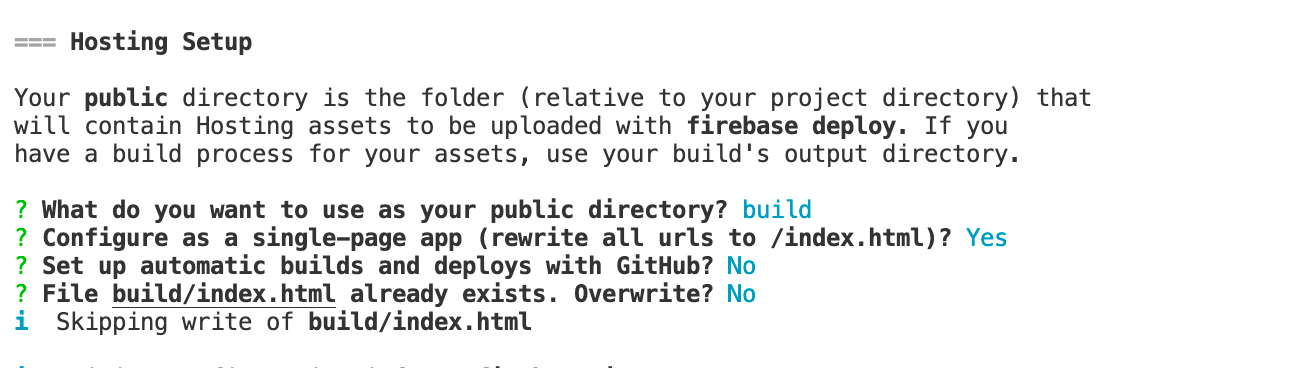 === Hosting Setup
Your public directory is the folder (relative to your project directory) that
will contain Hosting assets to be uploaded with firebase deploy. If you
have a build process for your assets, use your build's output directory.
? What do you want to use as your public directory? build
? Configure as a single-page app (rewrite all urls to /index.html)? Yes
? Set up automatic builds and deploys with GitHub? No
? File build/index.html already exists. Overwrite? No
i Skipping write of build/index.html